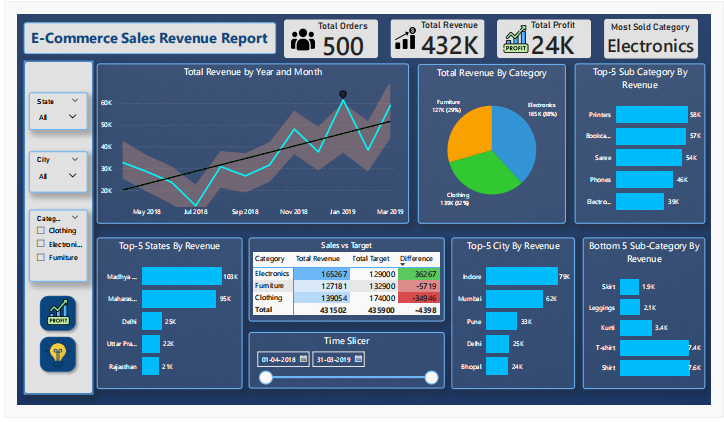 E-Commerce Sales Revenue Report
Total Orders
500
Total Revenue
432K
PROFIT
Total Profit
24K
Most Sold Category
Electronics
State
All
City
All
Categ...
Clothing
Electroni...
Furniture
PROFIT
Total Revenue by Year and Month
60K
50K
40K
30K
20K
May 2018
Jul 2018
Sep 2018
Nov 2018
Jan 2019
Mar 2019
Total Revenue By Category
Furniture
127K (29%)
Electronics
165K (38%)
Clothing
139K (32%)
Top-5 Sub Category By
Revenue
Printers 58K
Bookca... 57K
Saree 54K
Phones 46K
Electro... 39K
Top-5 States By Revenue
Madhya ... 103K
Maharas... 95K
Delhi 25K
Uttar Pra... 22K
Rajasthan 21K
Sales vs Target
Category Total Revenue Total Target Difference
Electronics 165267 129000 36267
Furniture 127181 132900 -5719
Clothing 139054 174000 -34946
Total 431502 435900 -4398
Time Slicer
01-04-2018 31-03-2019
Top-5 City By Revenue
Indore 79K
Mumbai 62K
Pune 33K
Delhi 25K
Bhopal 24K
Bottom 5 Sub-Category By
Revenue
Skirt 1.9K
Leggings 2.1K
Kurti 3.4K
T-shirt 7.4K
Shirt 7.6K